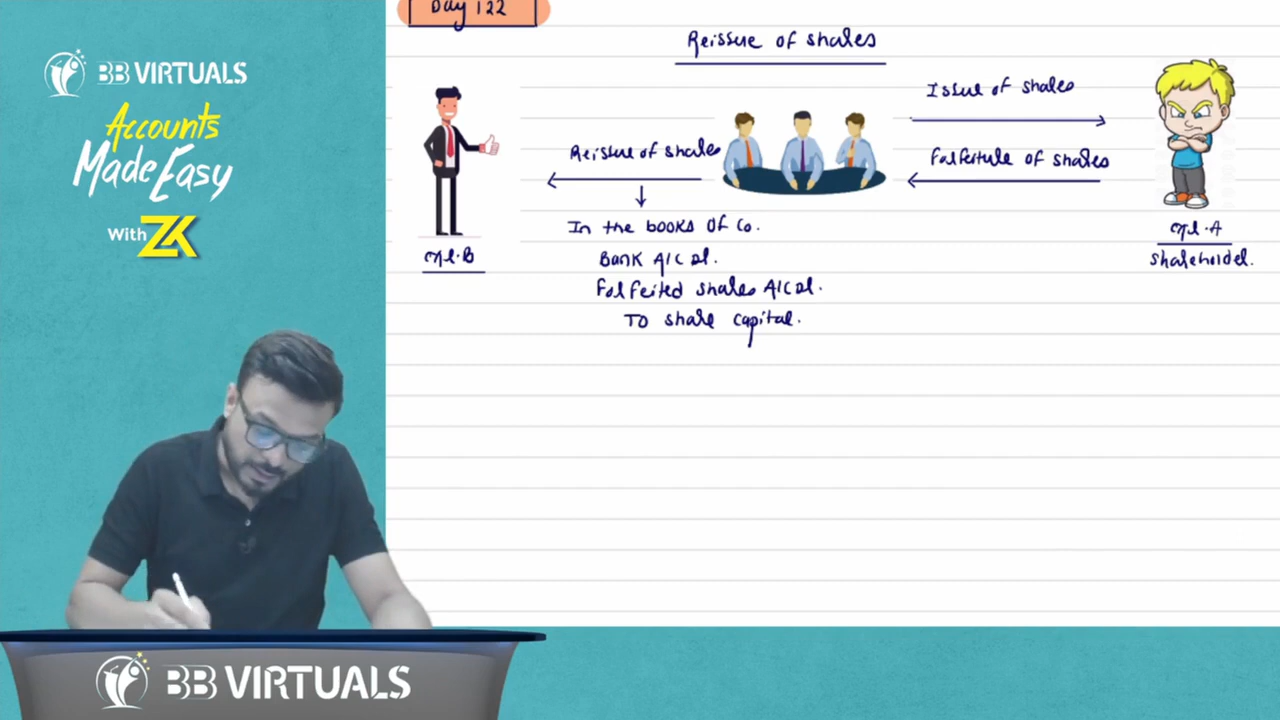 Day 122
BB VIRTUALS
Accounts
Made Easy
With ZK
Reissue of shares
Issue of shares
Reissue of shares
Forfeiture of shares
In the books of Co.
Mr. B
Mr. A
Bank A/C dr.
shareholder.
Forfeited shares A/C dr.
To share capital.
BB VIRTUALS